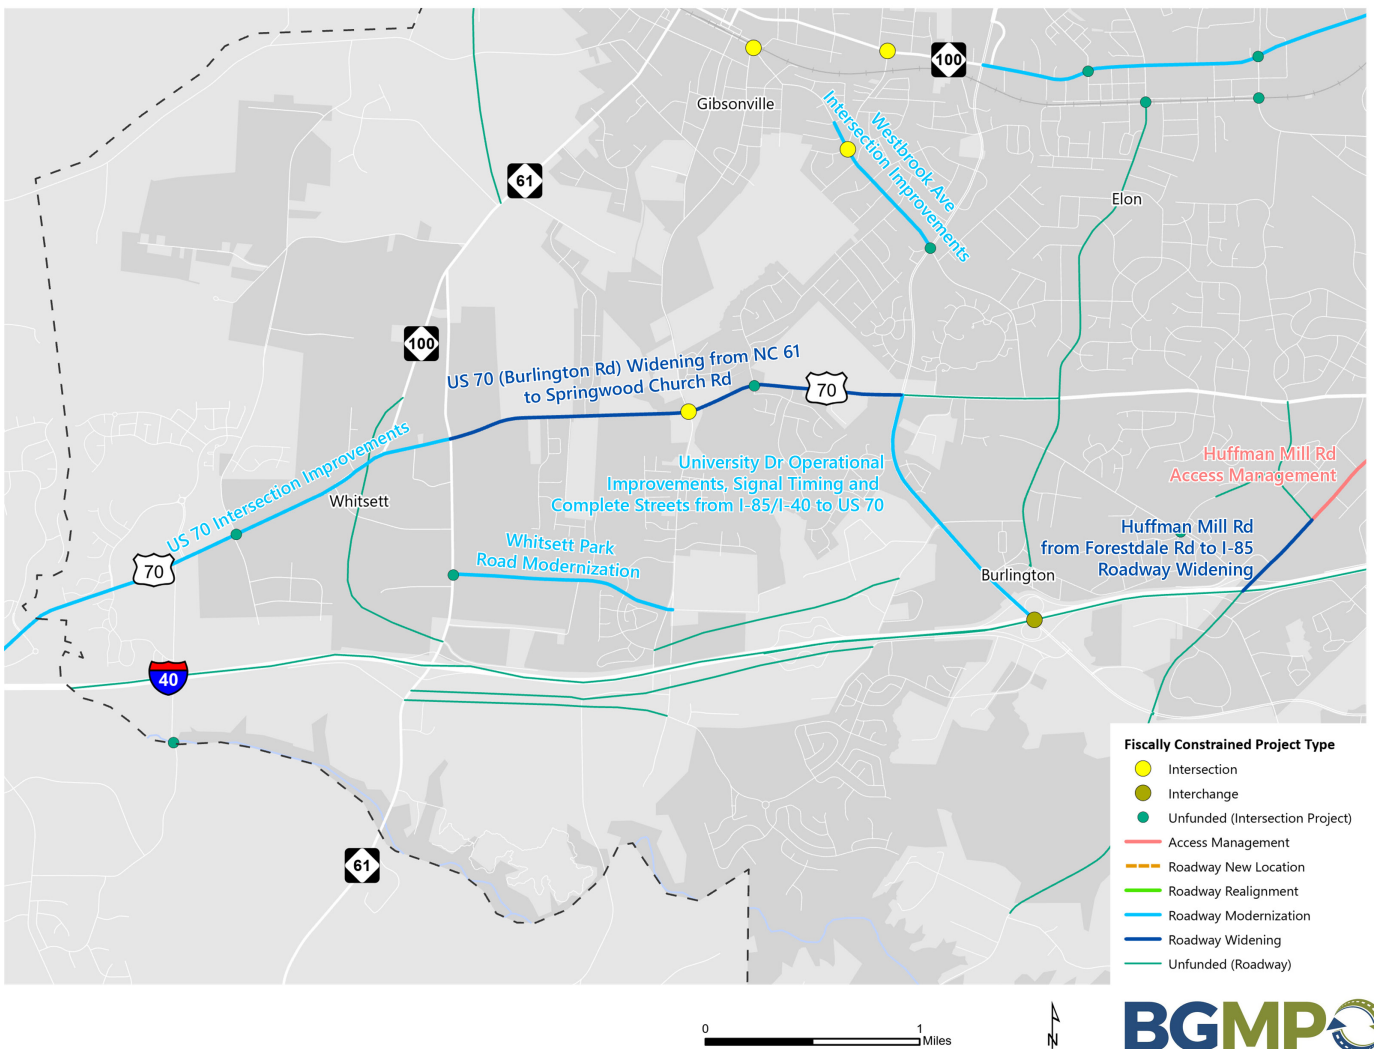 100
Gibsonville
Westbrook Ave
Intersection Improvements
61
Elon
100
US 70 (Burlington Rd) Widening from NC 61
to Springwood Church Rd
70
US 70 Intersection Improvements
Whitsett
University Dr Operational
Improvements, Signal Timing and
Complete Streets from I-85/I-40 to US 70
Huffman Mill Rd
Access Management
Huffman Mill Rd
from Forestdale Rd to I-85
Roadway Widening
Whitsett Park
Road Modernization
70
Burlington
40
61
Fiscally Constrained Project Type
Intersection
Interchange
Unfunded (Intersection Project)
Access Management
Roadway New Location
Roadway Realignment
Roadway Modernization
Roadway Widening
Unfunded (Roadway)
0 1
Miles
N
BGMPO